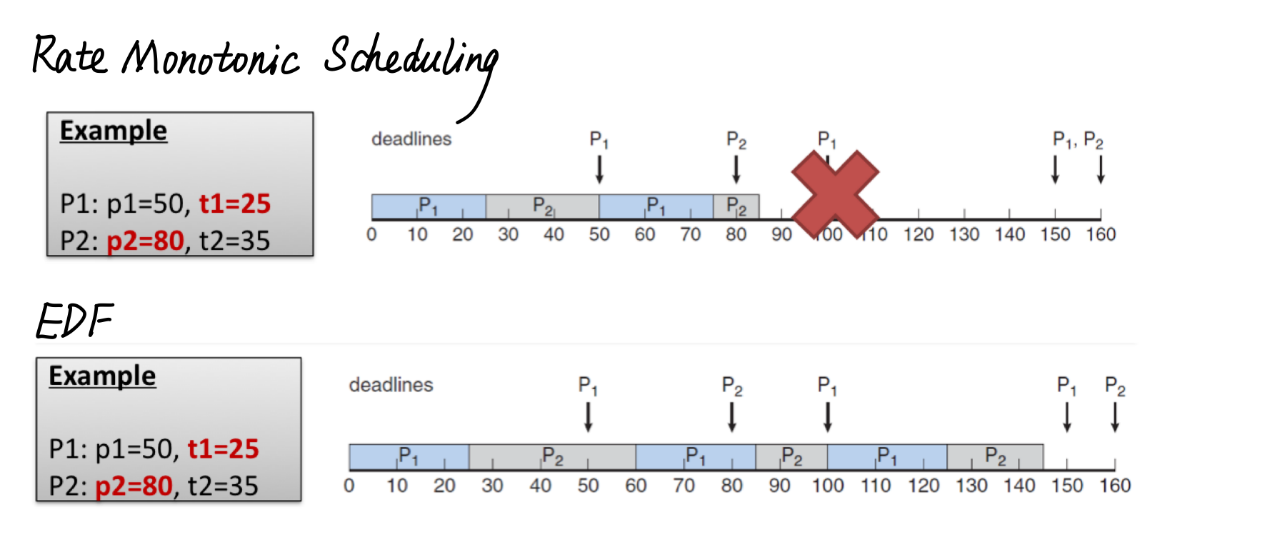 Rate Monotonic Scheduling
Example
P1: p1=50, t1=25
P2: p2=80, t2=35
deadlines P1 P2 P1 P1, P2
P1 P2 P1 P2
0 10 20 30 40 50 60 70 80 90 100 110 120 130 140 150 160
EDF
Example
P1: p1=50, t1=25
P2: p2=80, t2=35
deadlines P1 P2 P1 P1 P2
P1 P2 P1 P2 P1 P2
0 10 20 30 40 50 60 70 80 90 100 110 120 130 140 150 160